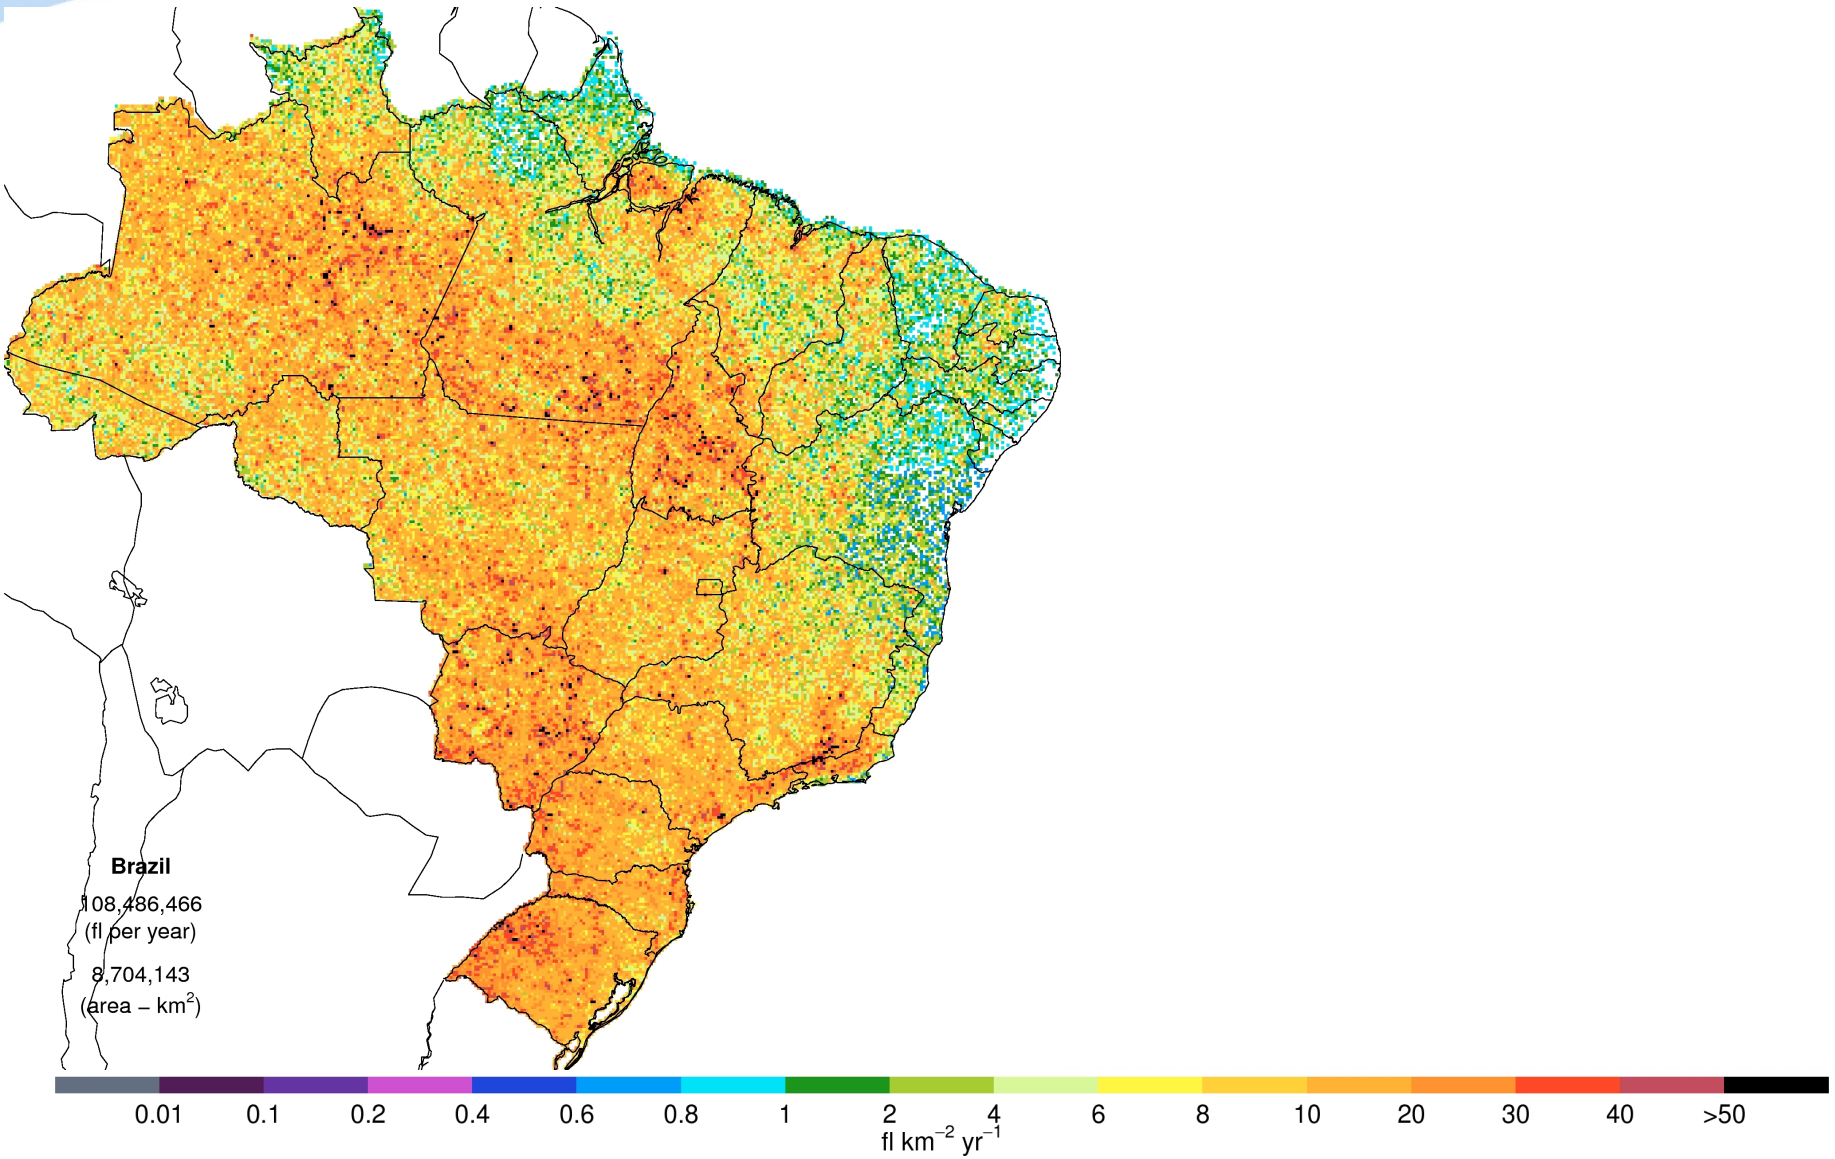 Brazil
108,486,466
(fl per year)
8,704,143
(area – km²)
0.01 0.1 0.2 0.4 0.6 0.8 1 2 4 6 8 10 20 30 40 >50
fl km⁻² yr⁻¹